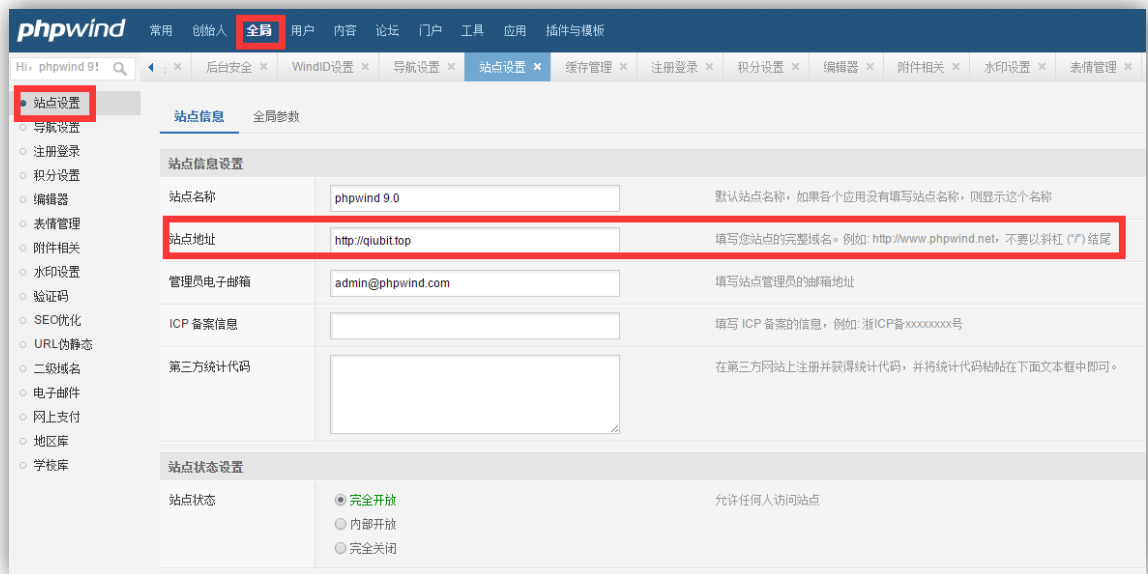 phpwind 常用 创始人 全局 用户 内容 论坛 门户 工具 应用 插件与模板
Hi，phpwind 9! : × 后台安全 × WindID设置 × 导航设置 × 站点设置 × 缓存管理 × 注册登录 × 积分设置 × 编辑器 × 附件相关 × 水印设置 × 表情管理 ×
站点设置
导航设置
注册登录
积分设置
编辑器
表情管理
附件相关
水印设置
验证码
SEO优化
URL伪静态
二级域名
电子邮件
网上支付
地区库
学校库
站点信息 全局参数
站点信息设置
站点名称 phpwind 9.0 默认站点名称，如果各个应用没有填写站点名称，则显示这个名称
站点地址 http://qiubit.top 填写您站点的完整域名。例如: http://www.phpwind.net，不要以斜杠 (“/”) 结尾
管理员电子邮箱 admin@phpwind.com 填写站点管理员的邮箱地址
ICP 备案信息 填写 ICP 备案的信息，例如: 浙ICP备xxxxxxxx号
第三方统计代码 在第三方网站上注册并获得统计代码，并将统计代码粘帖在下面文本框中即可。
站点状态设置
站点状态 完全开放 允许任何人访问站点
内部开放
完全关闭